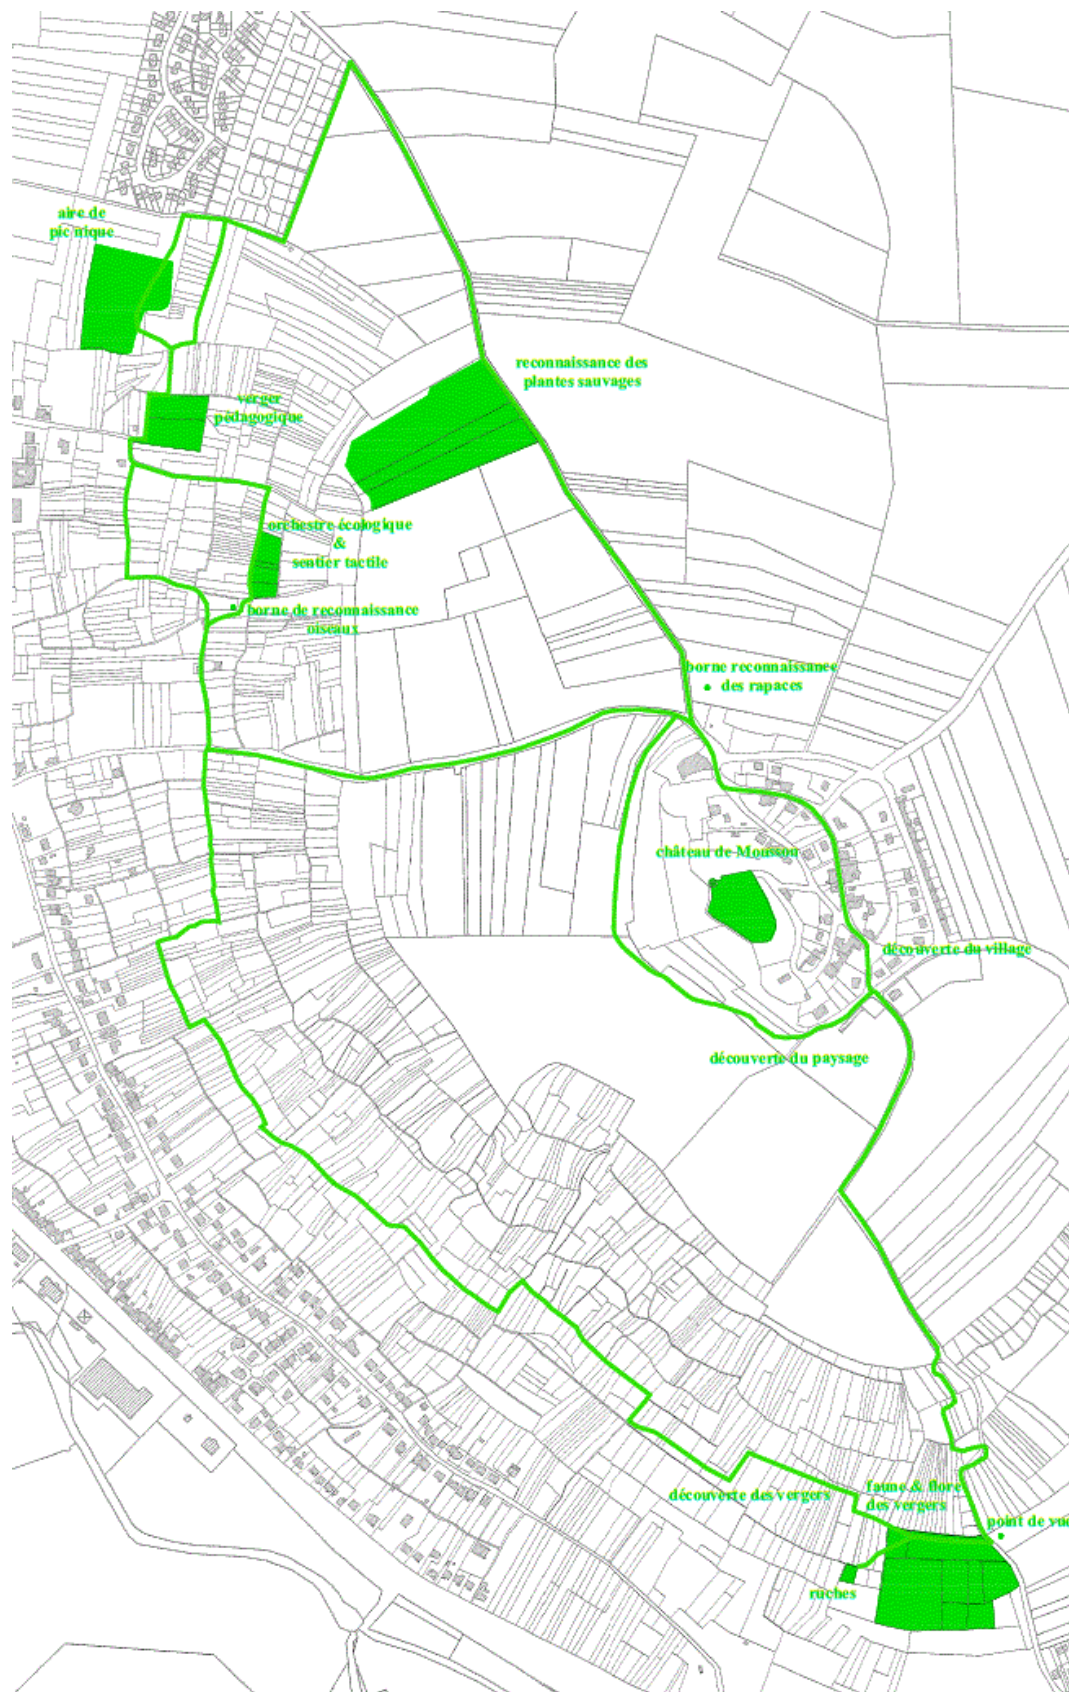 aire de
pic nique
reconnaissance des
plantes sauvages
verger
pédagogique
orchestre écologique
&
sentier tactile
borne de reconnaissance
oiseaux
borne reconnaissance
des rapaces
château de Mousson
découverte du village
découverte du paysage
faune & flore
des vergers
découverte des vergers
point de vue
ruches